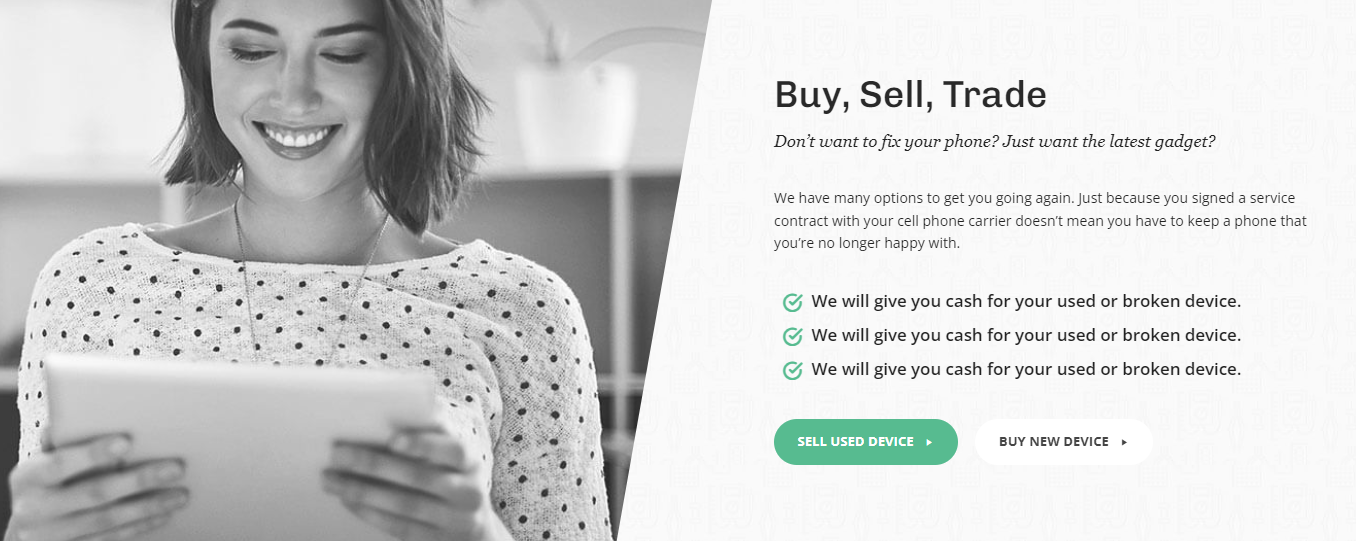 Buy, Sell, Trade
Don’t want to fix your phone? Just want the latest gadget?
We have many options to get you going again. Just because you signed a service
contract with your cell phone carrier doesn’t mean you have to keep a phone that
you’re no longer happy with.
We will give you cash for your used or broken device.
We will give you cash for your used or broken device.
We will give you cash for your used or broken device.
SELL USED DEVICE
BUY NEW DEVICE